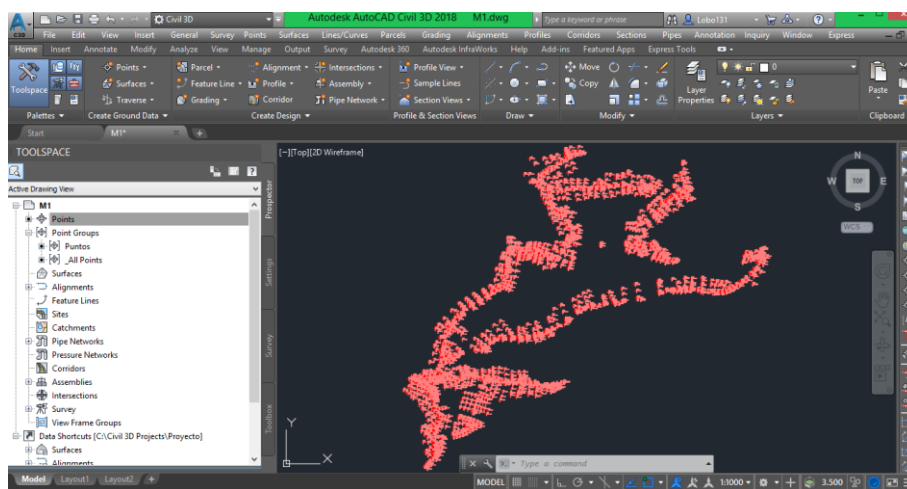 Civil 3D Autodesk AutoCAD Civil 3D 2018 M1.dwg Type a keyword or phrase Lobo131
C3D File Edit View Insert General Survey Points Surfaces Lines/Curves Parcels Grading Alignments Profiles Corridors Sections Pipes Annotation Inquiry Window Express
Home Insert Annotate Modify Analyze View Manage Output Survey Autodesk 360 Autodesk InfraWorks Help Add-ins Featured Apps Express Tools
Points Parcel Alignment Intersections Profile View Move 0
Toolspace Surfaces Feature Line Profile Assembly Sample Lines Copy Layer Properties Paste
Traverse Grading Corridor Pipe Network Section Views
Palettes Create Ground Data Create Design Profile & Section Views Draw Modify Layers Clipboard
Start M1*
TOOLSPACE
[-][Top][2D Wireframe]
Active Drawing View
N
W TOP E
S
WCS
M1
Points
Point Groups
Puntos
_All Points
Surfaces
Alignments
Feature Lines
Sites
Catchments
Pipe Networks
Pressure Networks
Corridors
Assemblies
Intersections
Survey
View Frame Groups
Data Shortcuts [C:\Civil 3D Projects\Proyecto]
Surfaces
Alignments
Prospector
Settings
Survey
Toolbox
Y
X
Type a command
Model Layout1 Layout2 + MODEL 1:1000 3.500